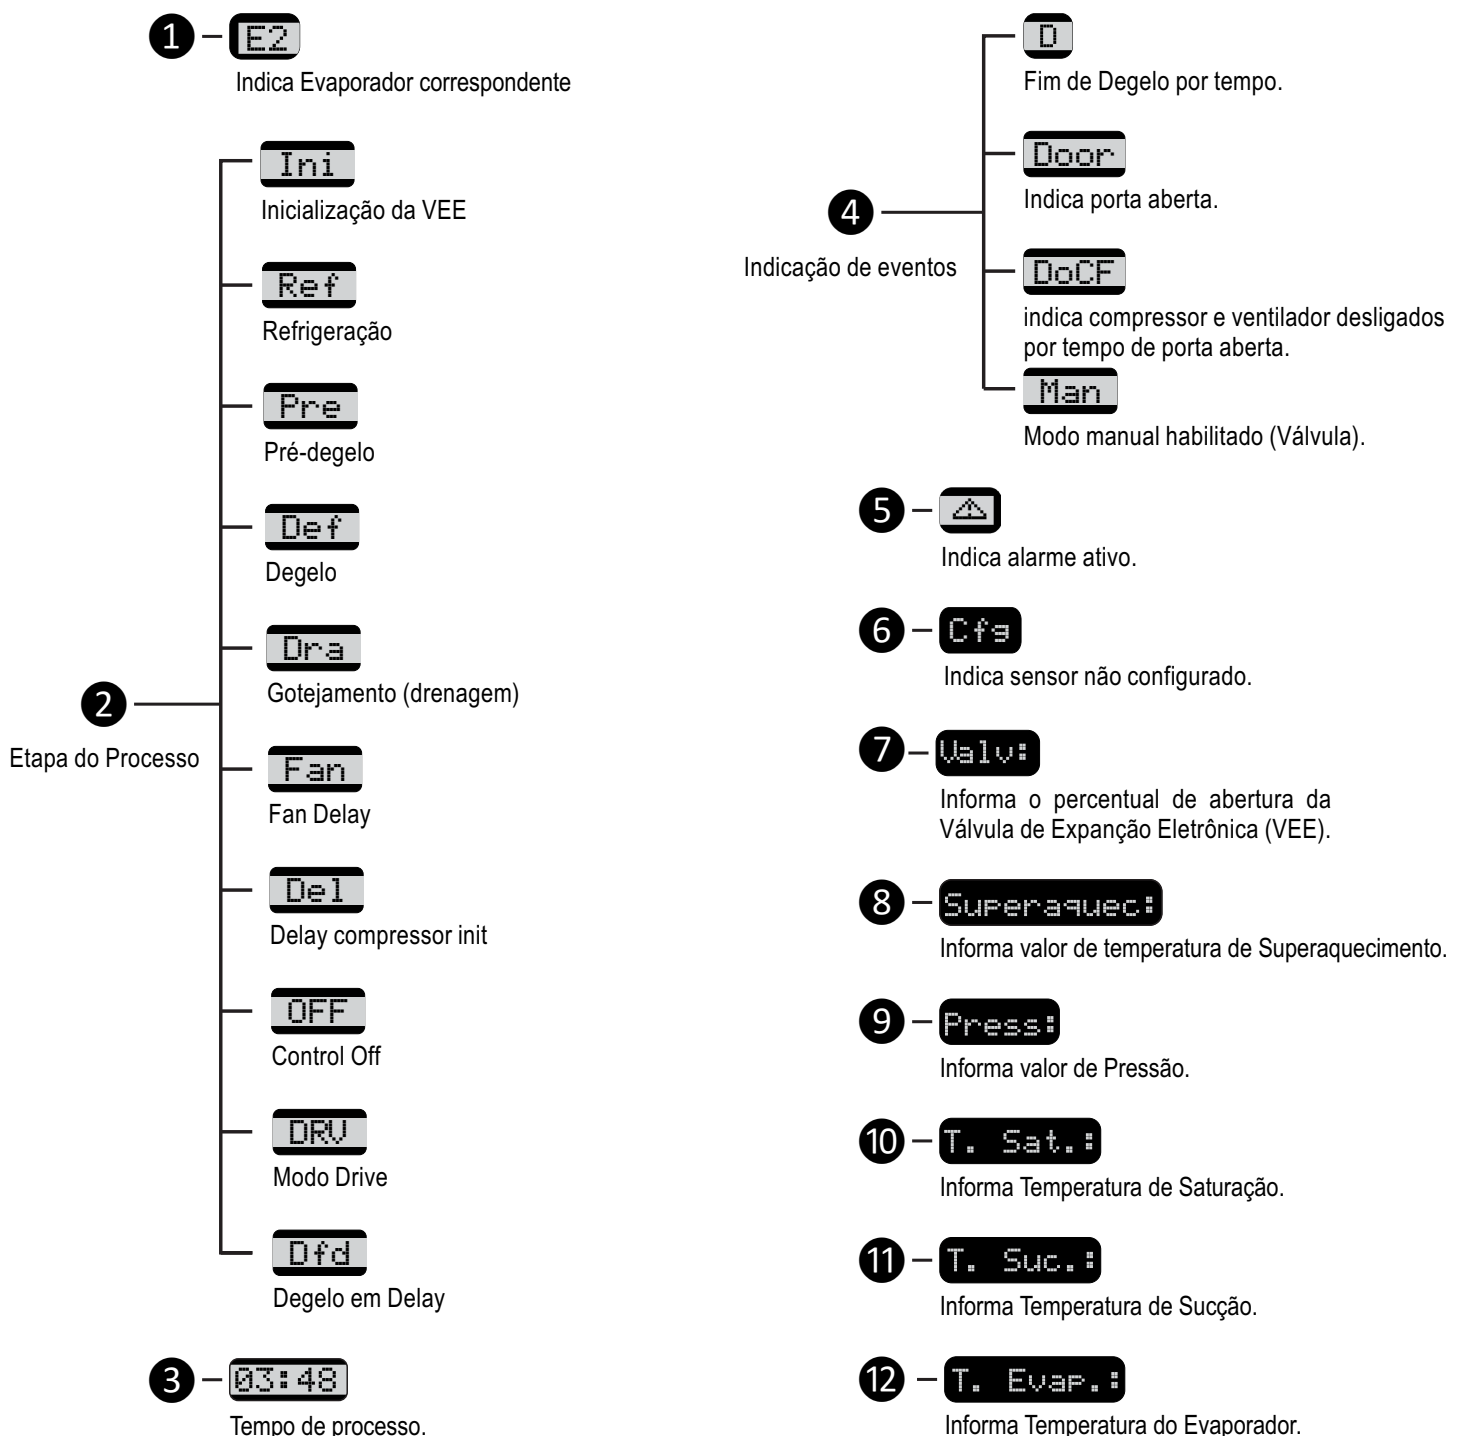 1
E2
Indica Evaporador correspondente
2
Etapa do Processo
Ini
Inicialização da VEE
Ref
Refrigeração
Pre
Pré-degelo
Def
Degelo
Dra
Gotejamento (drenagem)
Fan
Fan Delay
Del
Delay compressor init
OFF
Control Off
DRV
Modo Drive
Dfd
Degelo em Delay
3
03:48
Tempo de processo.
4
Indicação de eventos
D
Fim de Degelo por tempo.
Door
Indica porta aberta.
DoCF
indica compressor e ventilador desligados
por tempo de porta aberta.
Man
Modo manual habilitado (Válvula).
5
Indica alarme ativo.
6
Cfg
Indica sensor não configurado.
7
Valv:
Informa o percentual de abertura da
Válvula de Expanção Eletrônica (VEE).
8
Superaquec:
Informa valor de temperatura de Superaquecimento.
9
Press:
Informa valor de Pressão.
10
T. Sat.:
Informa Temperatura de Saturação.
11
T. Suc.:
Informa Temperatura de Sucção.
12
T. Evap.:
Informa Temperatura do Evaporador.